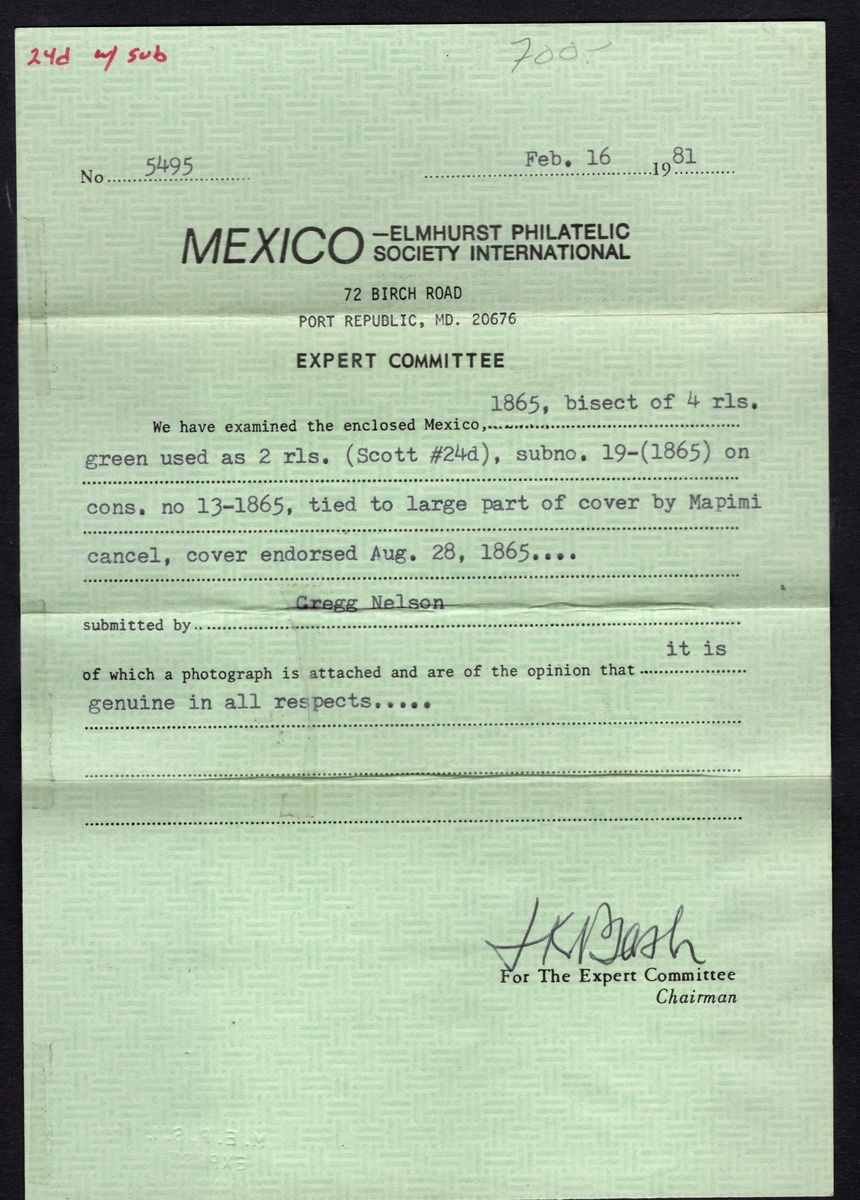 24d w/ sub
700-
No. 5495
Feb. 16 1981
MEXICO —ELMHURST PHILATELIC
SOCIETY INTERNATIONAL
72 BIRCH ROAD
PORT REPUBLIC, MD. 20676
EXPERT COMMITTEE
1865, bisect of 4 rls.
We have examined the enclosed Mexico,
green used as 2 rls. (Scott #24d), subno. 19-(1865) on
cons. no 13-1865, tied to large part of cover by Mapimi
cancel, cover endorsed Aug. 28, 1865....
Gregg Nelson
submitted by
it is
of which a photograph is attached and are of the opinion that
genuine in all respects.....
For The Expert Committee
Chairman